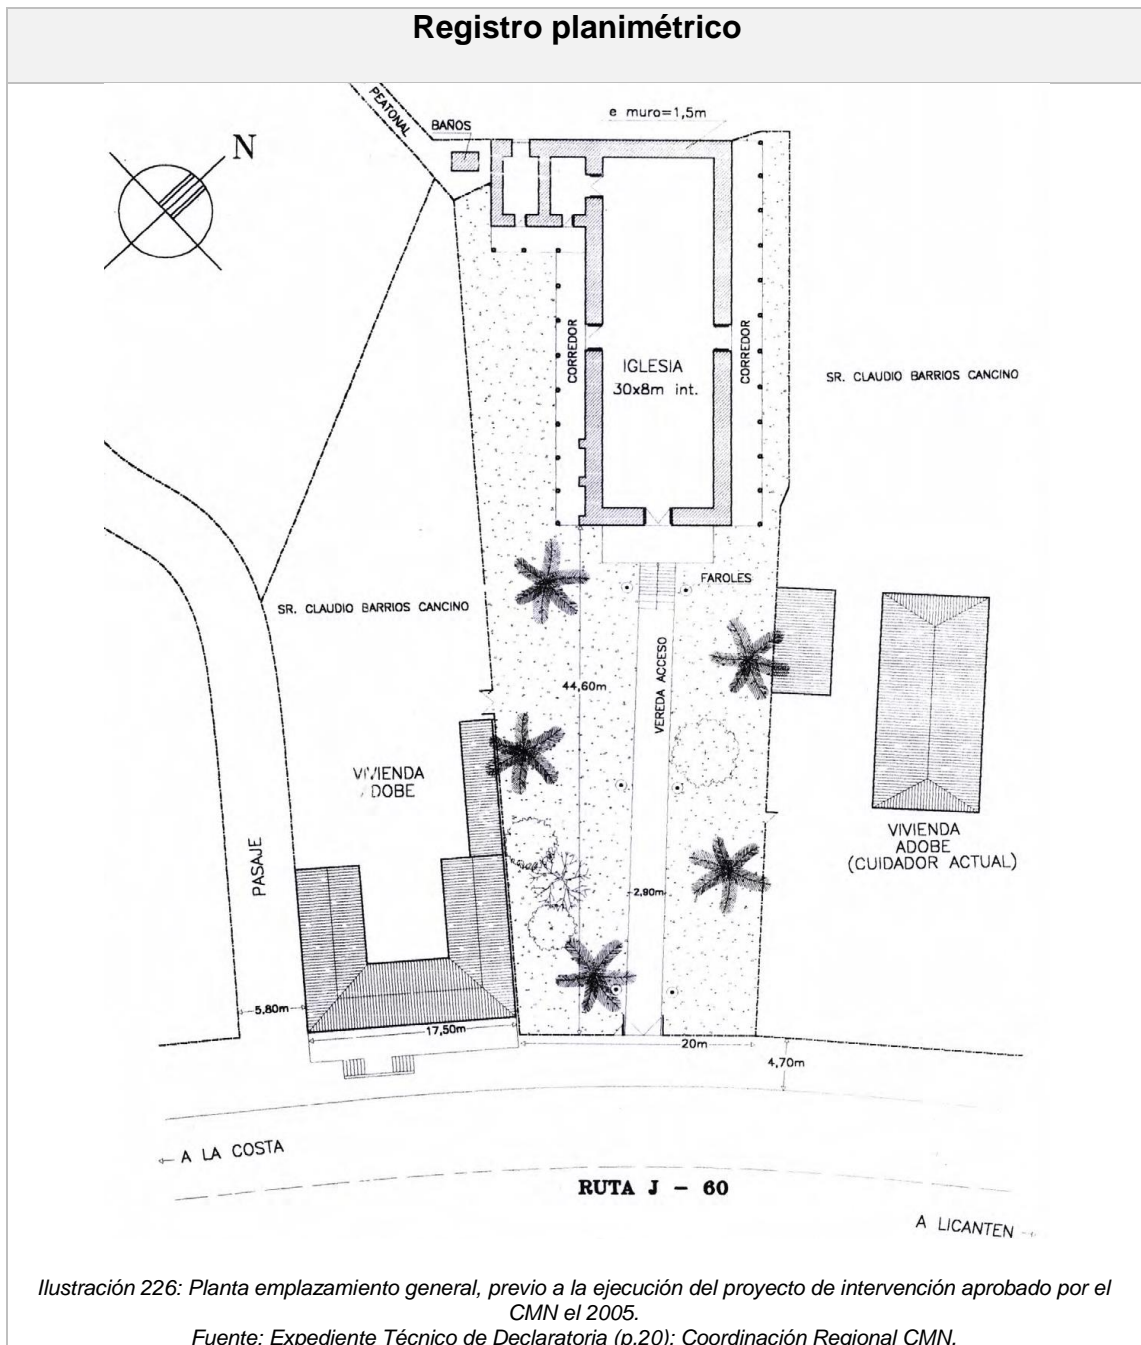 Registro planimétrico
PEATONAL
BAÑOS
e muro=1,5m
N
CORREDOR
IGLESIA
30x8m int.
CORREDOR
SR. CLAUDIO BARRIOS CANCINO
FAROLES
SR. CLAUDIO BARRIOS CANCINO
VEREDA ACCESO
44,60m
VIVIENDA
ADOBE
PASAJE
VIVIENDA
ADOBE
(CUIDADOR ACTUAL)
2,90m
5,80m
17,50m
20m
4,70m
A LA COSTA
RUTA J - 60
A LICANTEN
Ilustración 226: Planta emplazamiento general, previo a la ejecución del proyecto de intervención aprobado por el
CMN el 2005.
Fuente: Expediente Técnico de Declaratoria (p.20); Coordinación Regional CMN.